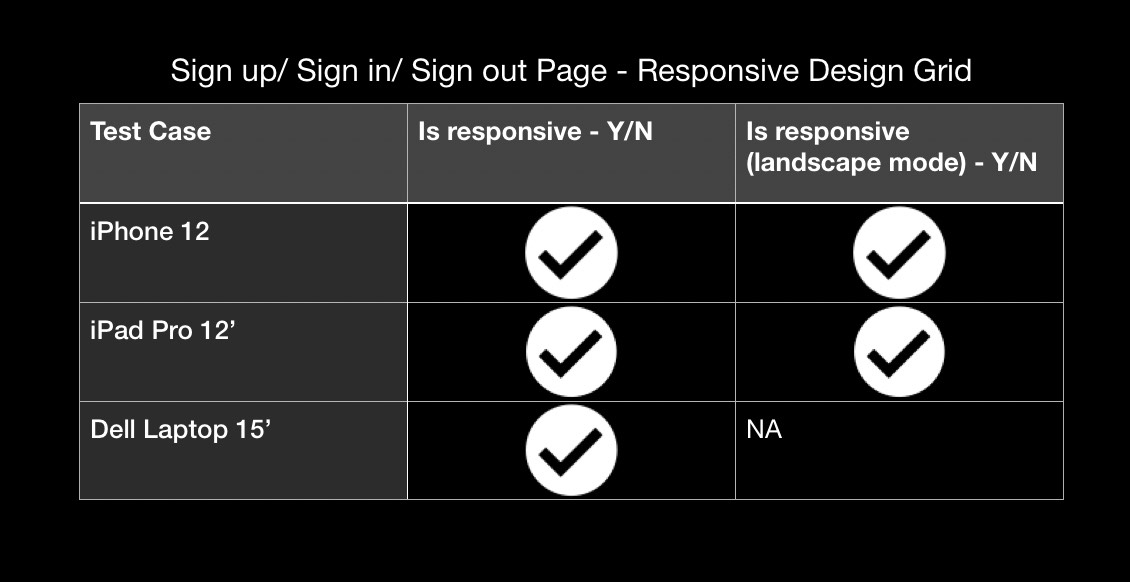 Sign up/ Sign in/ Sign out Page - Responsive Design Grid
Test Case
Is responsive - Y/N
Is responsive
(landscape mode) - Y/N
iPhone 12
iPad Pro 12’
Dell Laptop 15’
NA